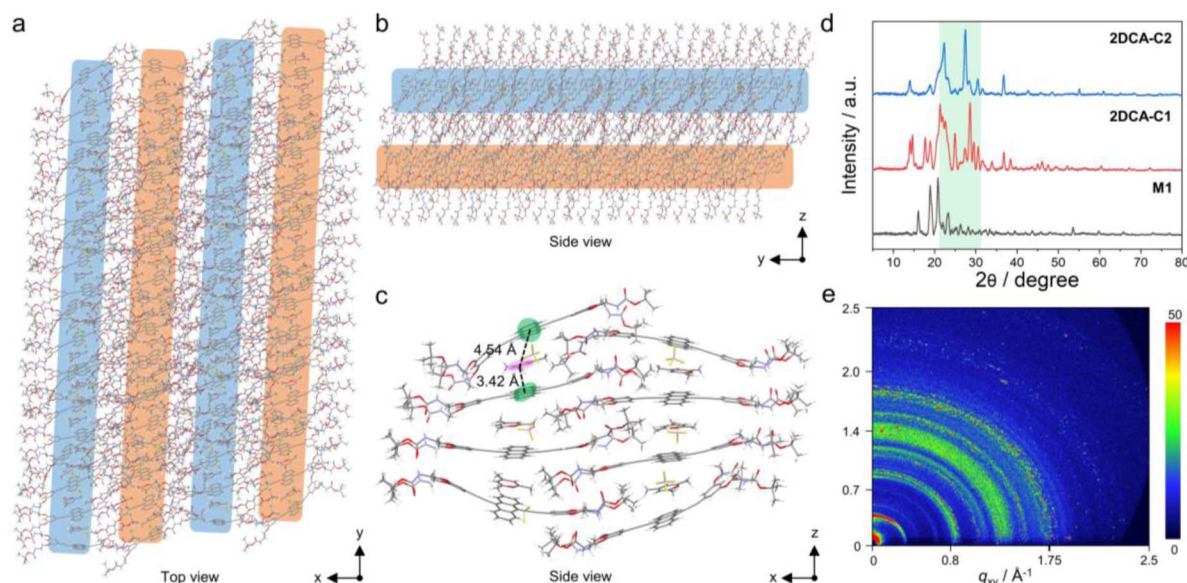 a
Top view
y
x
b
Side view
z
y
c
4.54 Å
3.42 Å
Side view
z
x
d
Intensity / a.u.
2DCA-C2
2DCA-C1
M1
10 20 30 40 50 60 70 80
2θ / degree
e
2.5
2.0
1.4
0.7
0
0 0.8 1.75 2.5
qxy / Å-1
50
0